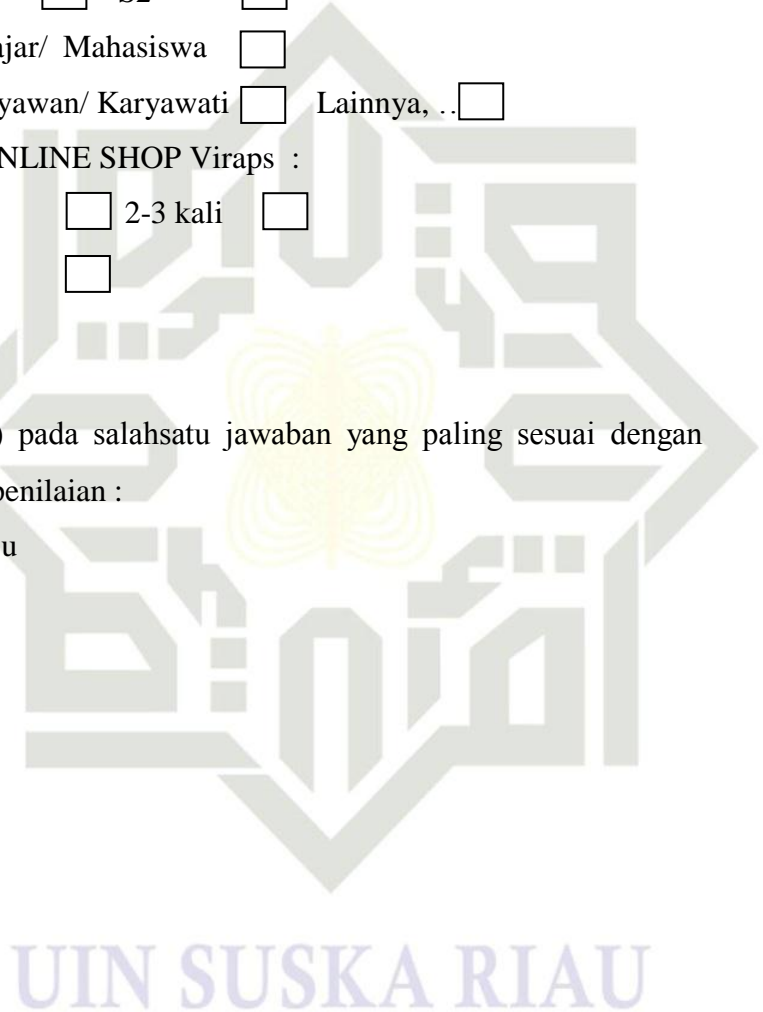 S2
ajar/ Mahasiswa
yawan/ Karyawati Lainnya, ..
NLINE SHOP Viraps :
2-3 kali
) pada salahsatu jawaban yang paling sesuai dengan
penilaian :
u
UIN SUSKA RIAU